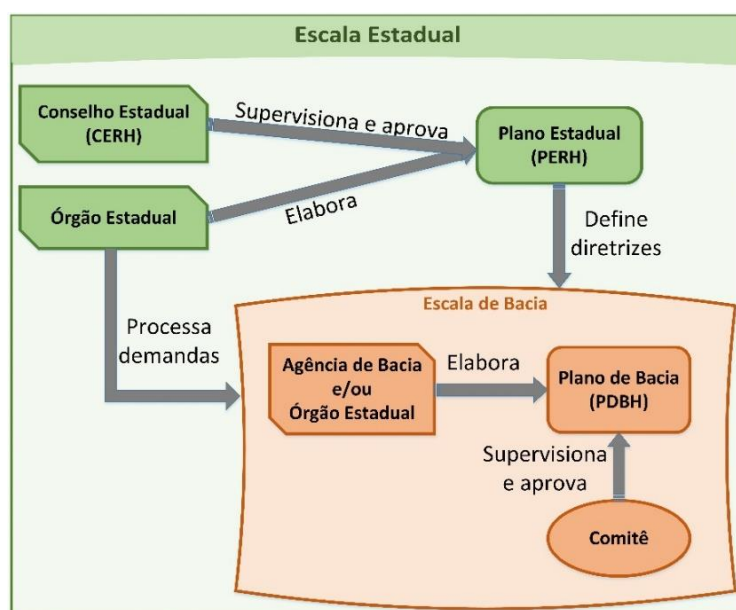 Escala Estadual
Conselho Estadual
(CERH)
Supervisiona e aprova
Plano Estadual
(PERH)
Órgão Estadual
Elabora
Define
diretrizes
Processa
demandas
Escala de Bacia
Agência de Bacia
e/ou
Órgão Estadual
Elabora
Plano de Bacia
(PDBH)
Supervisiona
e aprova
Comitê